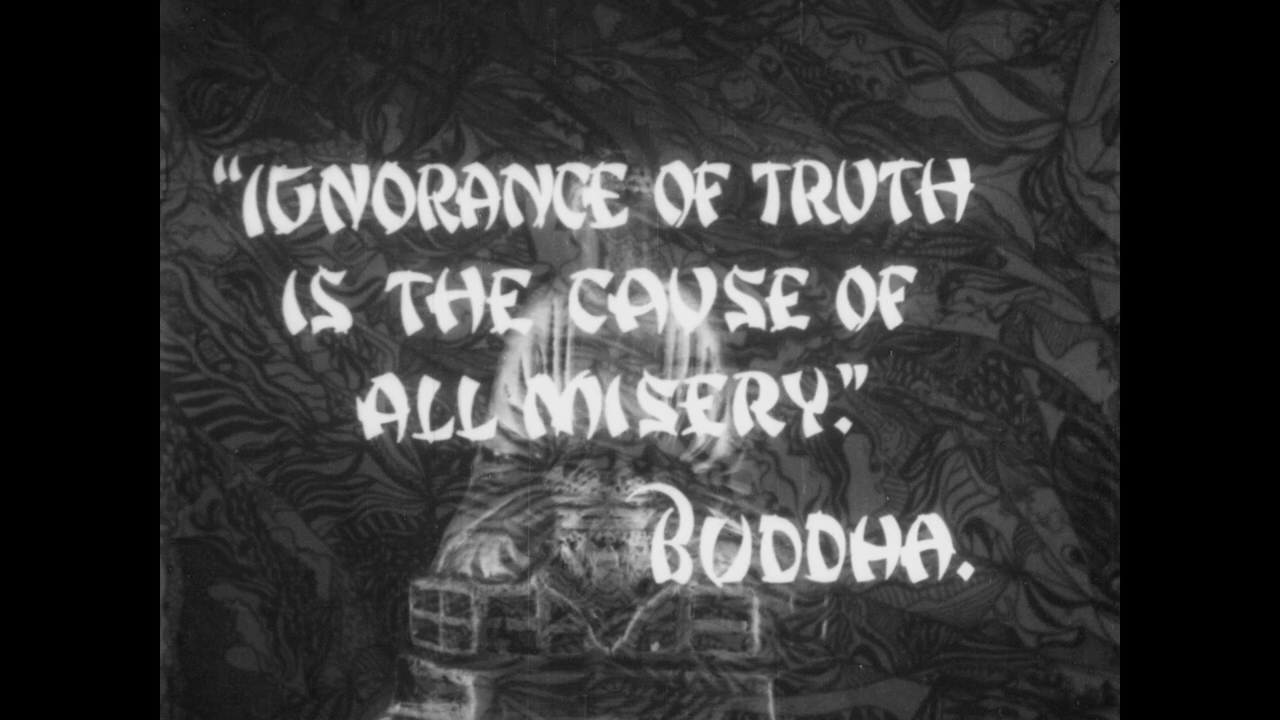 "IGNORANCE OF TRUTH
IS THE CAUSE OF
ALL MISERY."
BUDDHA.